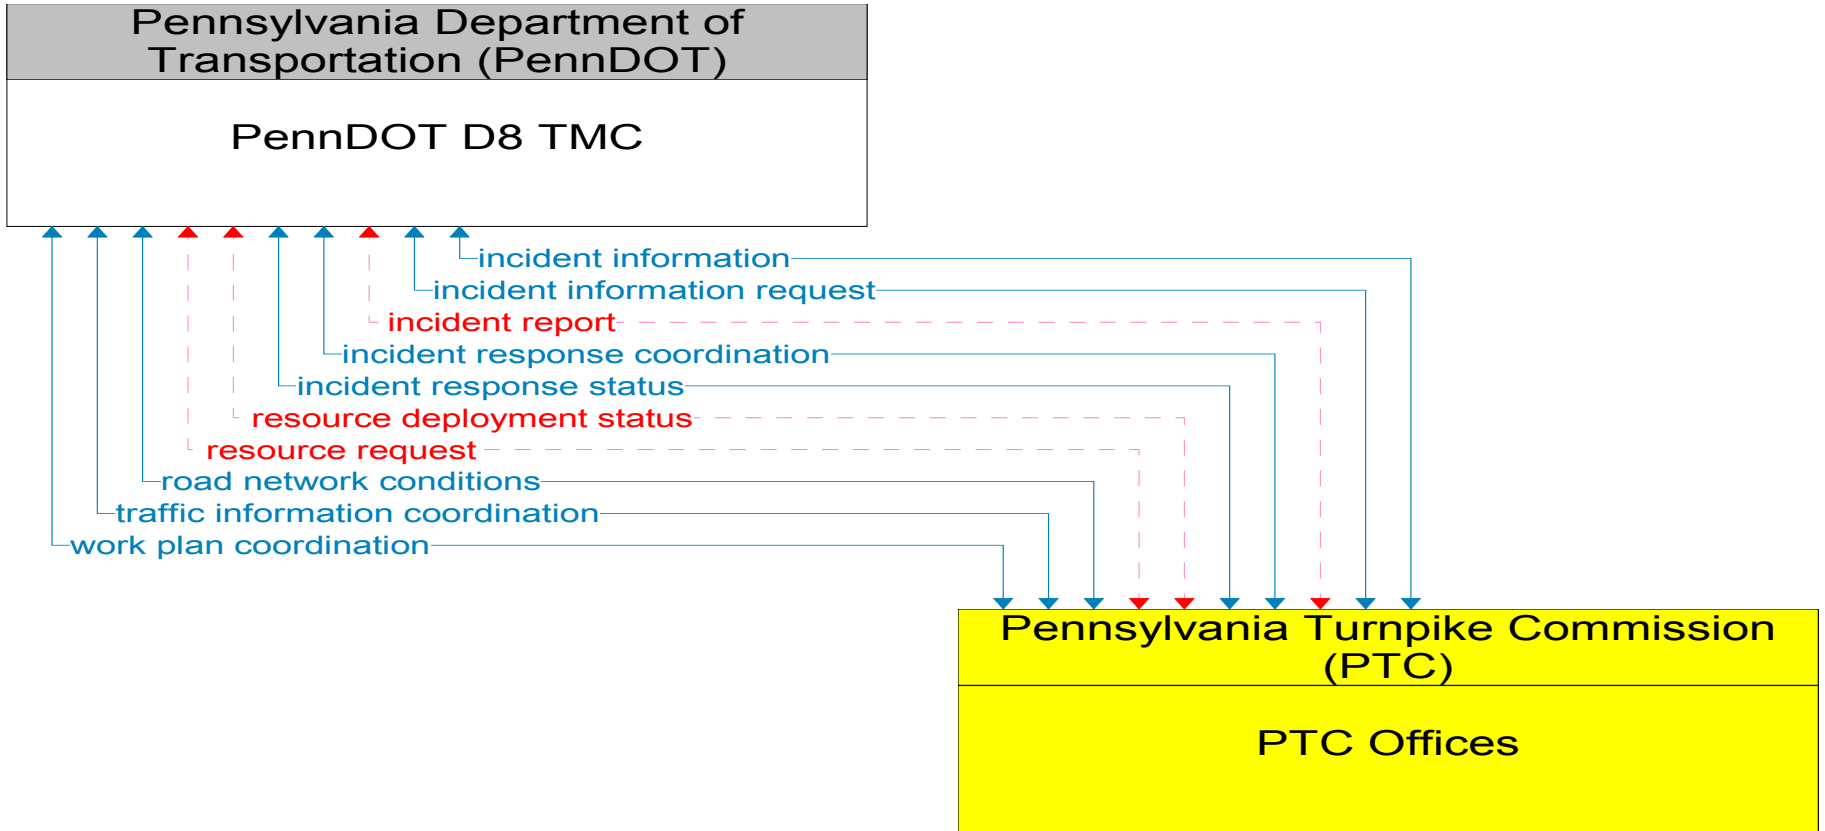 Pennsylvania Department of
Transportation (PennDOT)
PennDOT D8 TMC
incident information
incident information request
incident report
incident response coordination
incident response status
resource deployment status
resource request
road network conditions
traffic information coordination
work plan coordination
Pennsylvania Turnpike Commission
(PTC)
PTC Offices